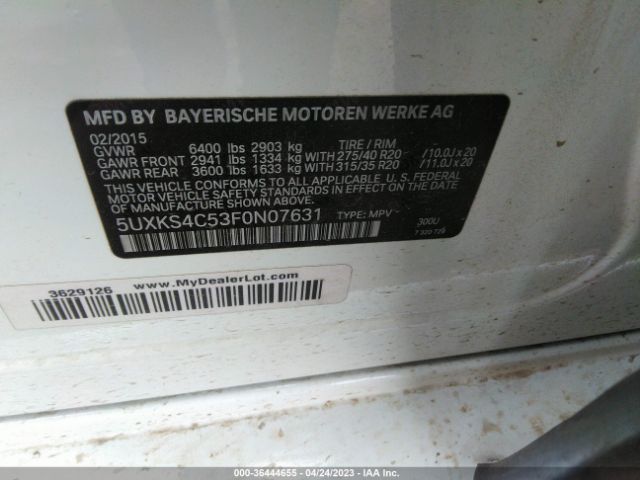 MFD BY BAYERISCHE MOTOREN WERKE AG
02/2015 TIRE / RIM
GVWR 6400 lbs 2903 kg
GAWR FRONT 2941 lbs 1334 kg WITH 275/40 R20 /10.0J x 20
GAWR REAR 3600 lbs 1633 kg WITH 315/35 R20 /11.0J x 20
THIS VEHICLE CONFORMS TO ALL APPLICABLE U. S. FEDERAL
MOTOR VEHICLE SAFETY STANDARDS IN EFFECT ON THE
DATE OF MANUFACTURE SHOWN ABOVE.
5UXKS4C53F0N07631 TYPE: MPV 300U
7 320 729
3629126 www.MyDealerLot.com
000-36444655 - 04/24/2023 - IAA Inc.